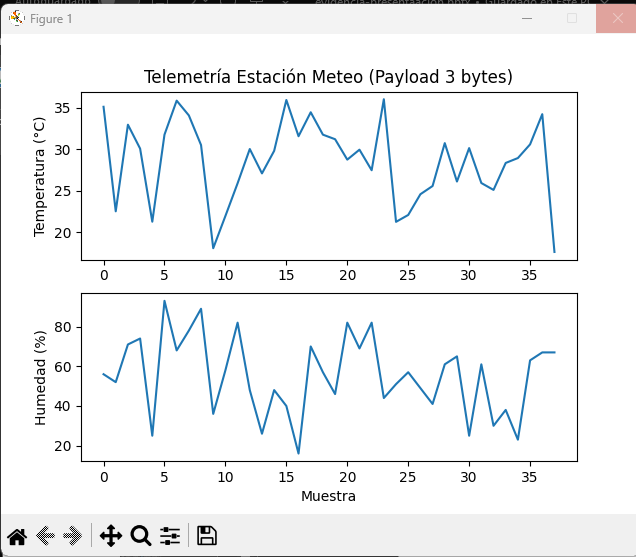 Figure 1
Telemetría Estación Meteo (Payload 3 bytes)
Temperatura (°C)
35
30
25
20
0 5 10 15 20 25 30 35
Humedad (%)
80
60
40
20
0 5 10 15 20 25 30 35
Muestra